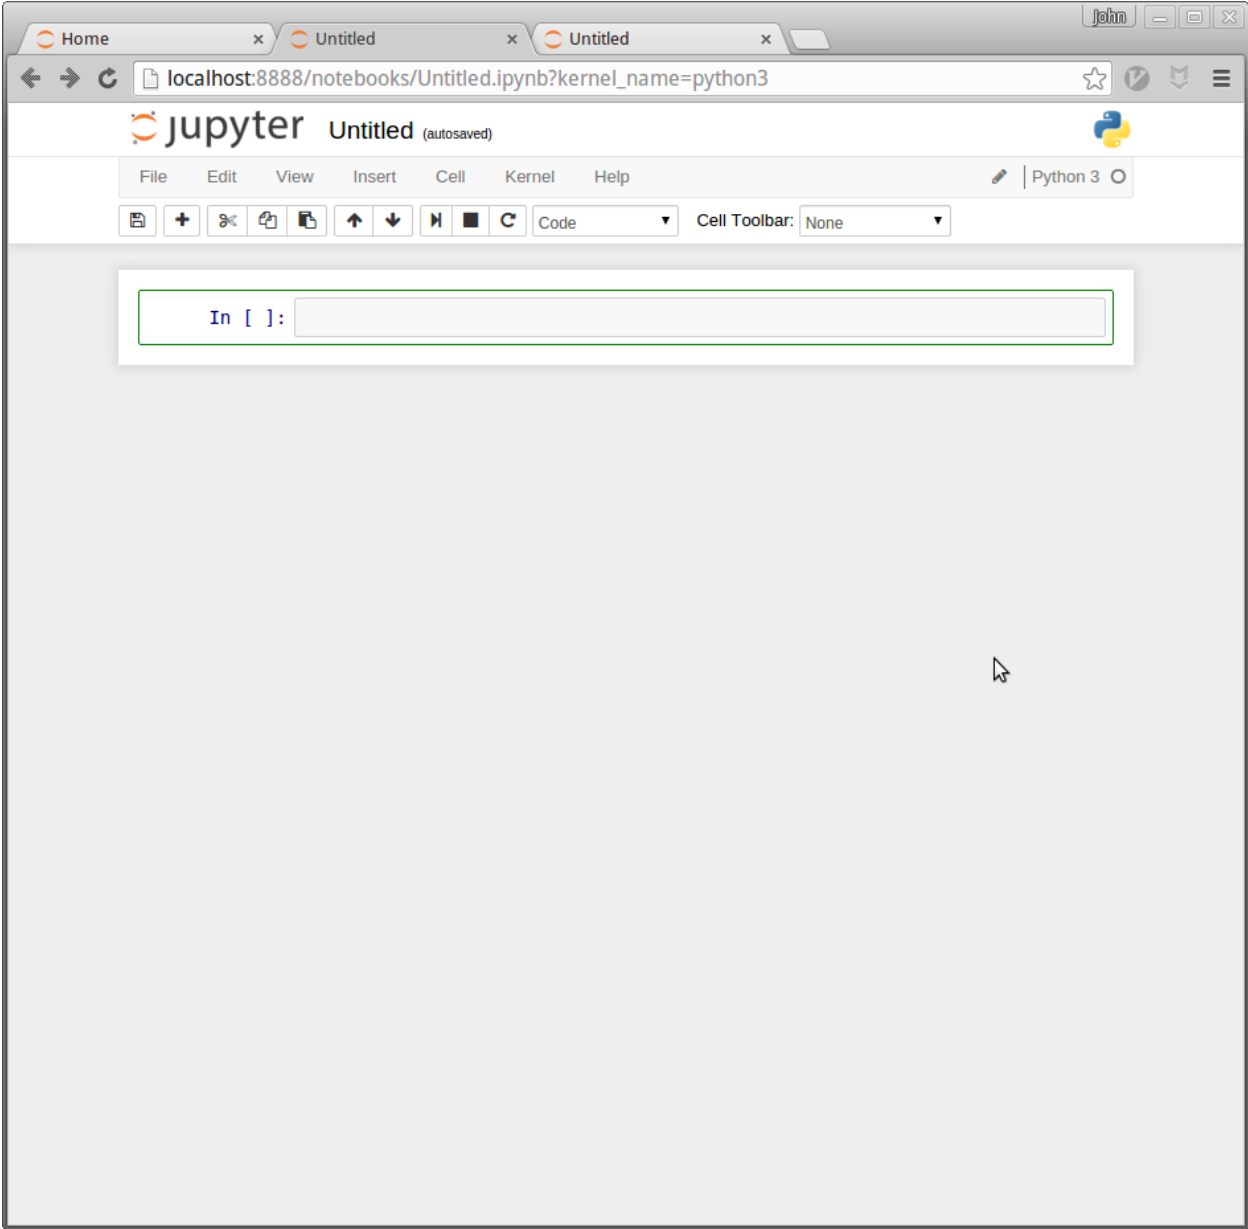 John
Home Untitled Untitled
localhost:8888/notebooks/Untitled.ipynb?kernel_name=python3
jupyter Untitled (autosaved)
File Edit View Insert Cell Kernel Help Python 3
Code Cell Toolbar: None
In [ ]: